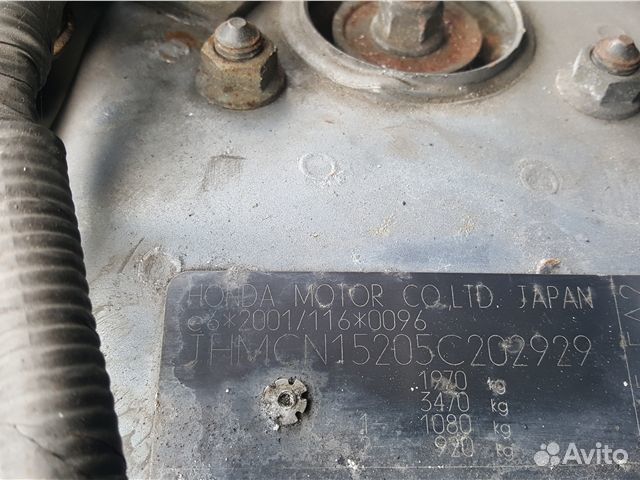 HONDA MOTOR CO.,LTD. JAPAN
e6*2001/116*0096
JHMCN15205C202929
1970 kg
3470 kg
1 - 1080 kg
2 - 920 kg
Avito